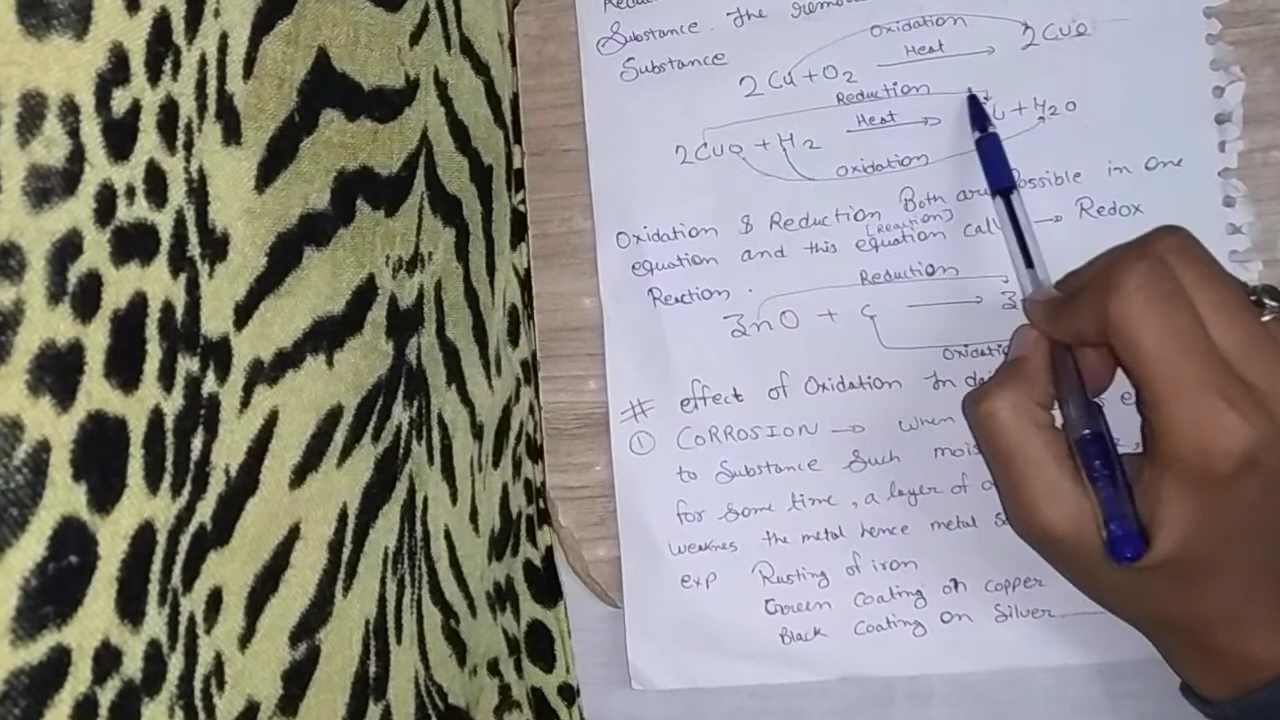 Substance. The
Oxidation
Substance
2Cu + O2 Heat 2CuO
Reduction
2CuO + H2 Heat + H2O
Oxidation
Oxidation & Reduction Both are Possible in one
[Reaction]
equation and this equation call → Redox
Reaction.
Reduction
ZnO + C →
# effect of Oxidation In
① CORROSION → when
to Substance Such
for some time, a layer of
weaknes the metal hence metal
exp Rusting of iron
Green Coating on copper
Black Coating on Silver